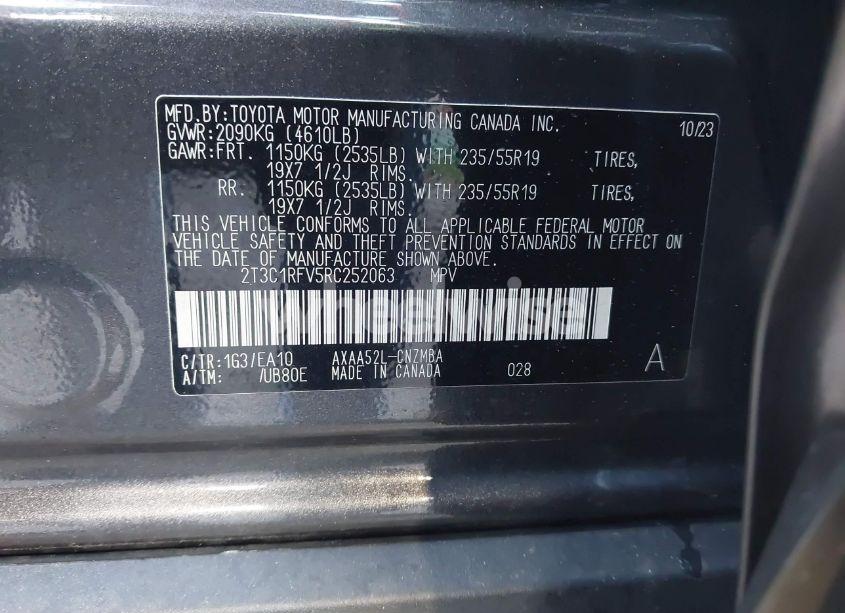 MFD.BY:TOYOTA MOTOR MANUFACTURING CANADA INC. 10/23
GVWR:2090KG (4610LB)
GAWR:FRT. 1150KG (2535LB) WITH 235/55R19 TIRES,
19X7 1/2J RIMS.
RR. 1150KG (2535LB) WITH 235/55R19 TIRES,
19X7 1/2J RIMS.
THIS VEHICLE CONFORMS TO ALL APPLICABLE FEDERAL MOTOR
VEHICLE SAFETY AND THEFT PREVENTION STANDARDS IN EFFECT ON
THE DATE OF MANUFACTURE SHOWN ABOVE.
2T3C1RFV5RC252063 MPV
wheelwise
C/TR:1G3/EA10 AXAA52L-CNZMBA
A/TM: /UB80E MADE IN CANADA 028 A